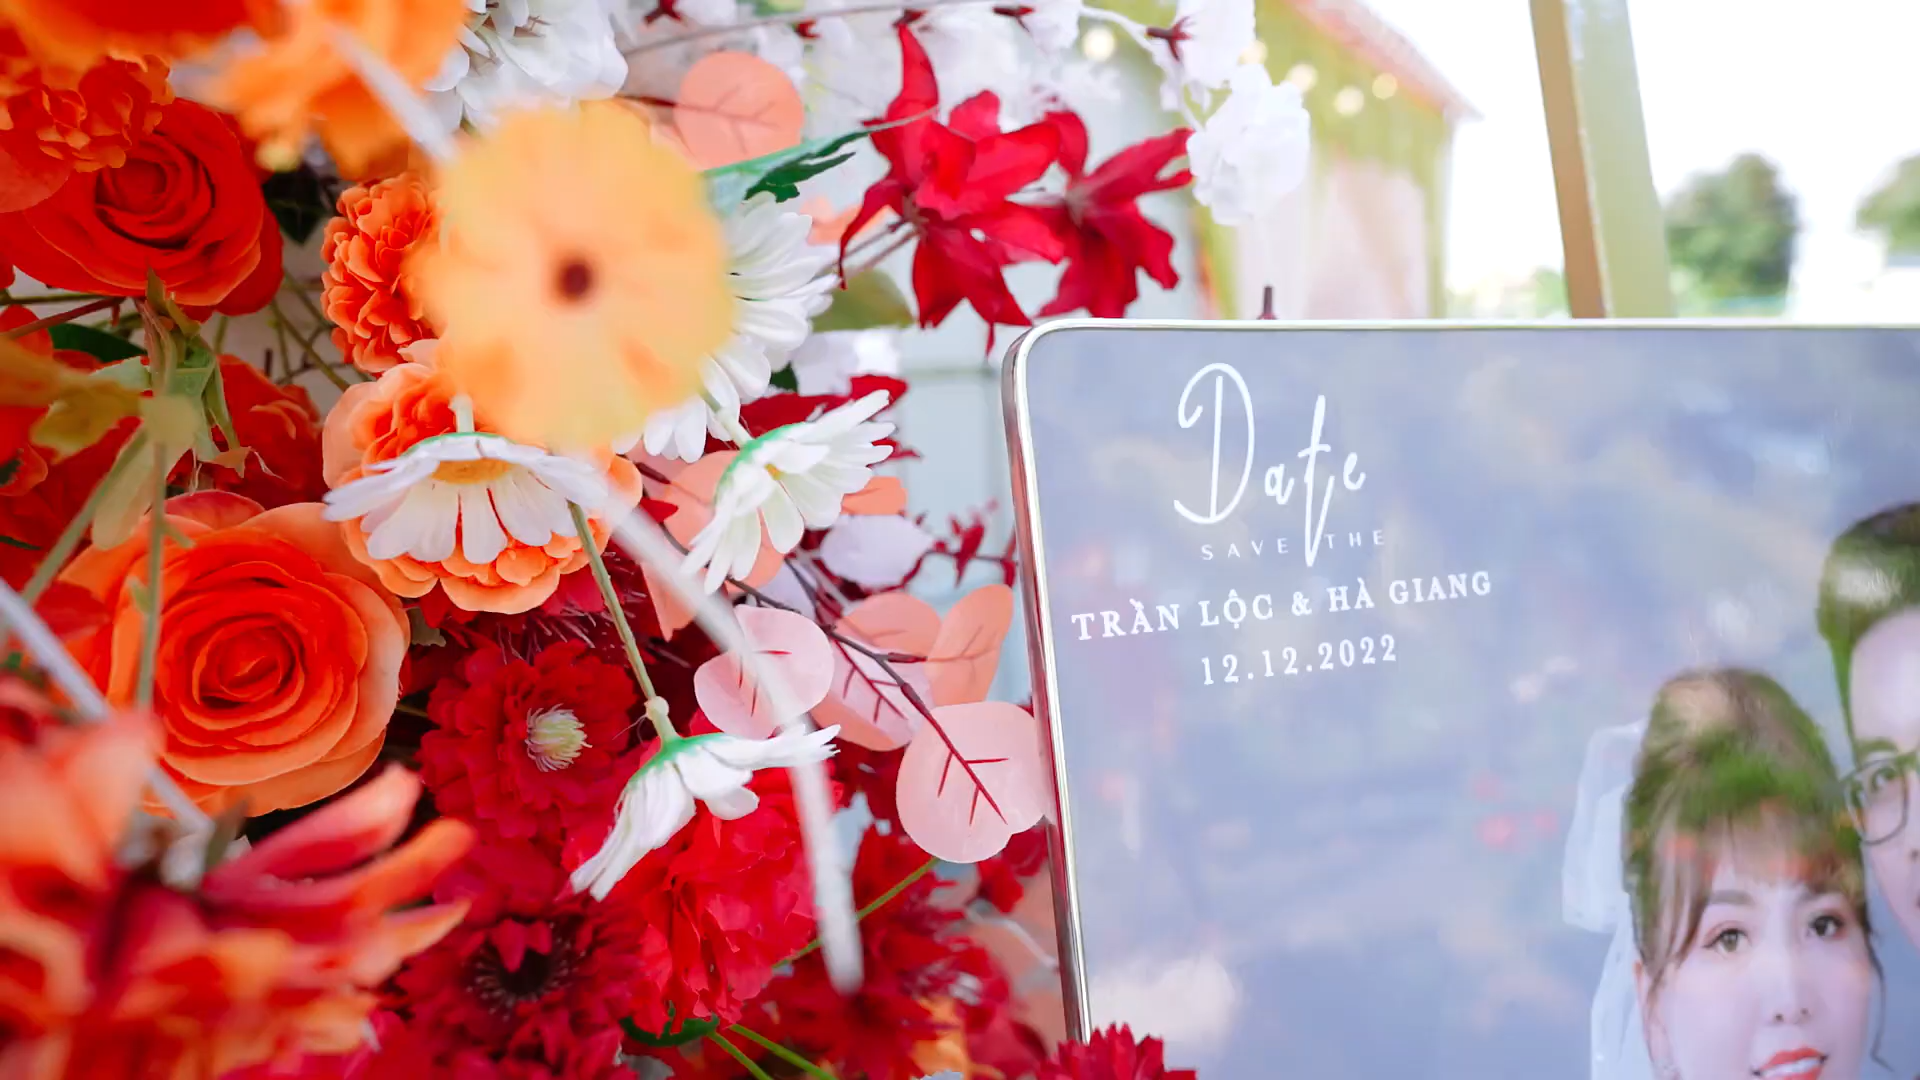 Date
SAVE THE
TRẦN LỘC & HÀ GIANG
12.12.2022